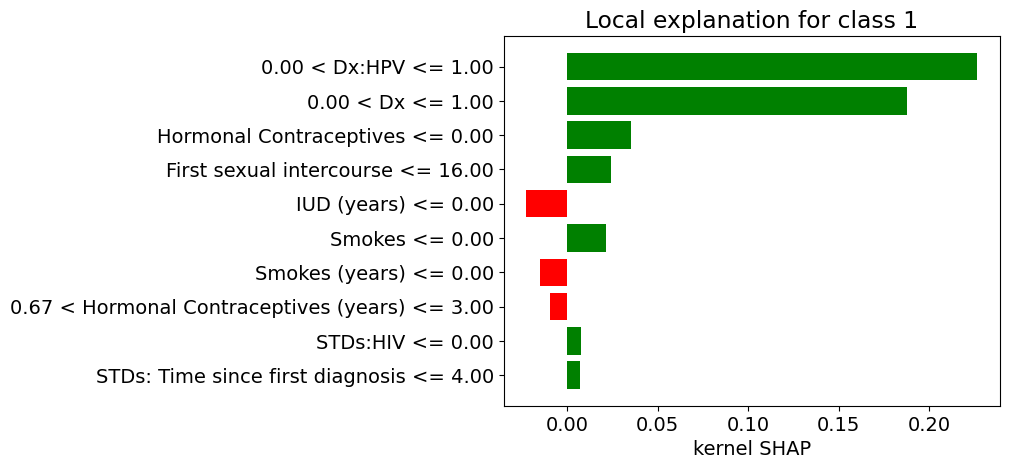 Local explanation for class 1
0.00 < Dx:HPV <= 1.00
0.00 < Dx <= 1.00
Hormonal Contraceptives <= 0.00
First sexual intercourse <= 16.00
IUD (years) <= 0.00
Smokes <= 0.00
Smokes (years) <= 0.00
0.67 < Hormonal Contraceptives (years) <= 3.00
STDs:HIV <= 0.00
STDs: Time since first diagnosis <= 4.00
0.00 0.05 0.10 0.15 0.20
kernel SHAP